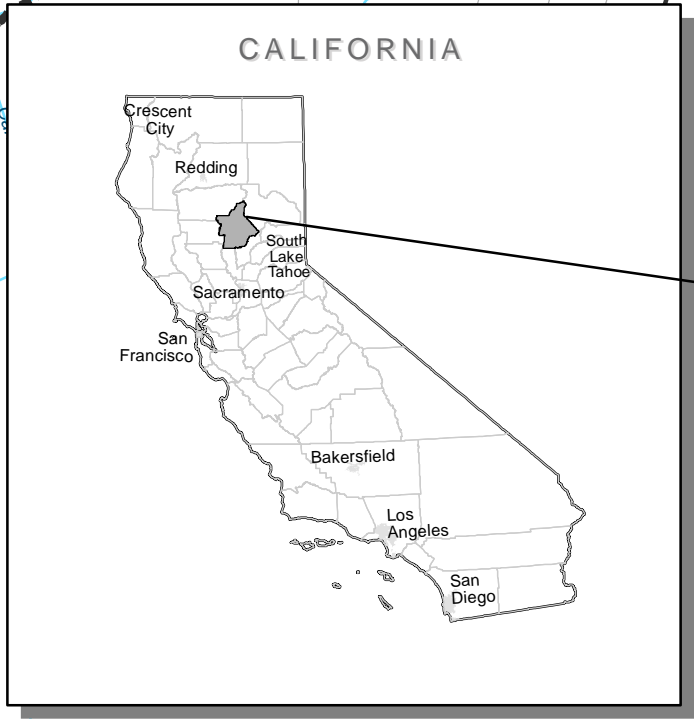 CALIFORNIA
Crescent
City
Redding
South
Lake
Tahoe
Sacramento
San
Francisco
Bakersfield
Los
Angeles
San
Diego